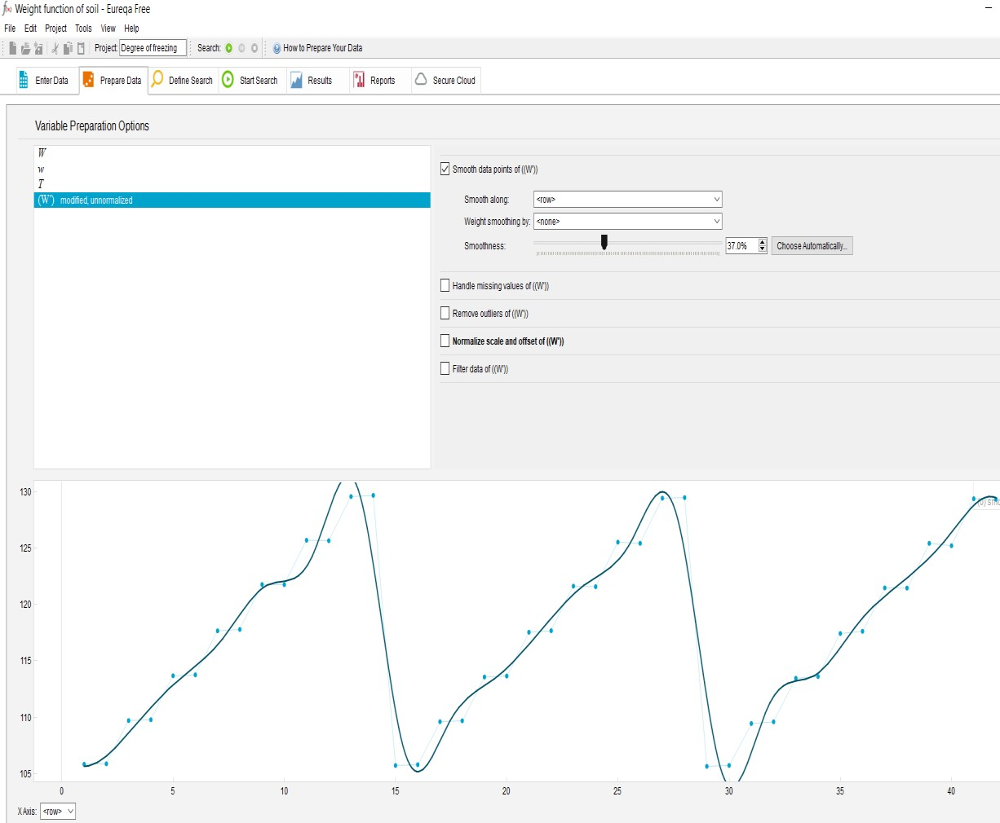 Weight function of soil - Eureqa Free
File Edit Project Tools View Help
Project: Degree of freezing Search: How to Prepare Your Data
Enter Data Prepare Data Define Search Start Search Results Reports Secure Cloud
Variable Preparation Options
W
w
T
(W') modified, unnormalized
Smooth data points of ((W'))
Smooth along: <row>
Weight smoothing by: <none>
Smoothness: 37.0% Choose Automatically...
Handle missing values of ((W'))
Remove outliers of ((W'))
Normalize scale and offset of ((W'))
Filter data of ((W'))
130
125
120
115
110
105
0 5 10 15 20 25 30 35 40
X Axis: <row>